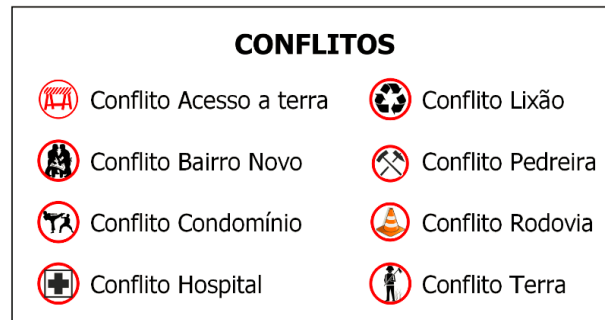 CONFLITOS
Conflito Acesso a terra
Conflito Bairro Novo
Conflito Condomínio
Conflito Hospital
Conflito Lixão
Conflito Pedreira
Conflito Rodovia
Conflito Terra